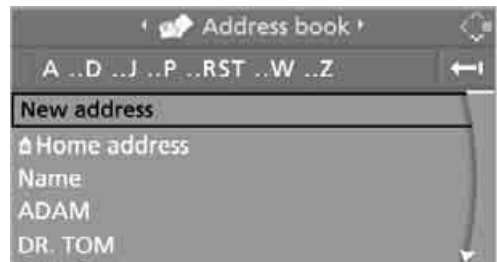 Address book
A ..D ..J ..P ..RST ..W ..Z
New address
Home address
Name
ADAM
DR. TOM